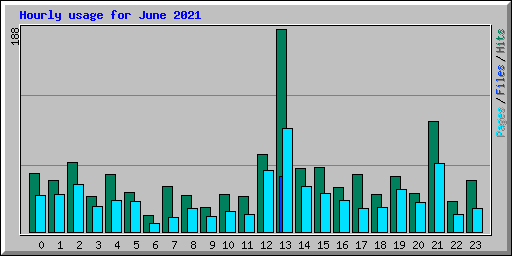 Hourly usage for June 2021
188
Pages/Files/Hits
0 1 2 3 4 5 6 7 8 9 10 11 12 13 14 15 16 17 18 19 20 21 22 23